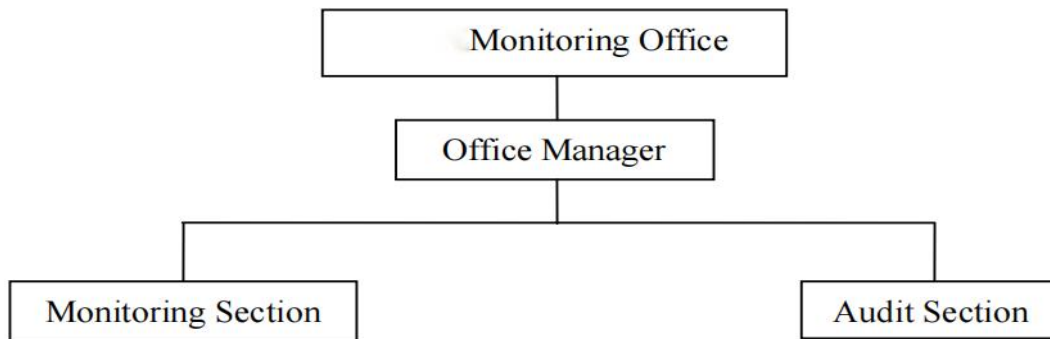 Monitoring Office
Office Manager
Monitoring Section
Audit Section